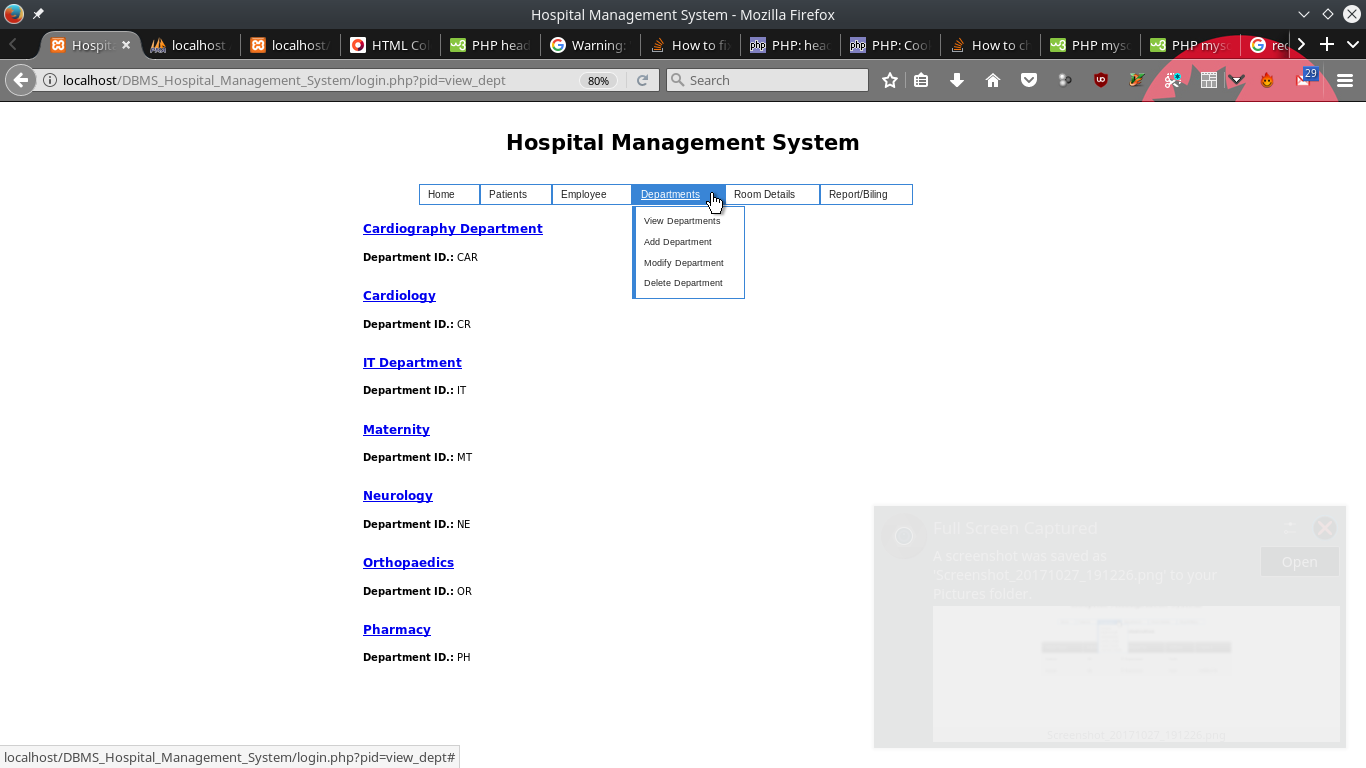 Hospital Management System - Mozilla Firefox
Hospit
localhost
localhost/
HTML Col
PHP head
Warning:
How to fi
PHP: hea
PHP: Cool
How to ch
PHP myso
PHP myso
rec
localhost/DBMS_Hospital_Management_System/login.php?pid=view_dept
80%
Search
29
Hospital Management System
Home
Patients
Employee
Departments
Room Details
Report/Biling
View Departments
Add Department
Modify Department
Delete Department
Cardiography Department
Department ID.: CAR
Cardiology
Department ID.: CR
IT Department
Department ID.: IT
Maternity
Department ID.: MT
Neurology
Department ID.: NE
Orthopaedics
Department ID.: OR
Pharmacy
Department ID.: PH
Full Screen Captured
A screenshot was saved as
'Screenshot_20171027_191226.png' to your
Pictures folder.
Open
Screenshot_20171027_191226.png
localhost/DBMS_Hospital_Management_System/login.php?pid=view_dept#